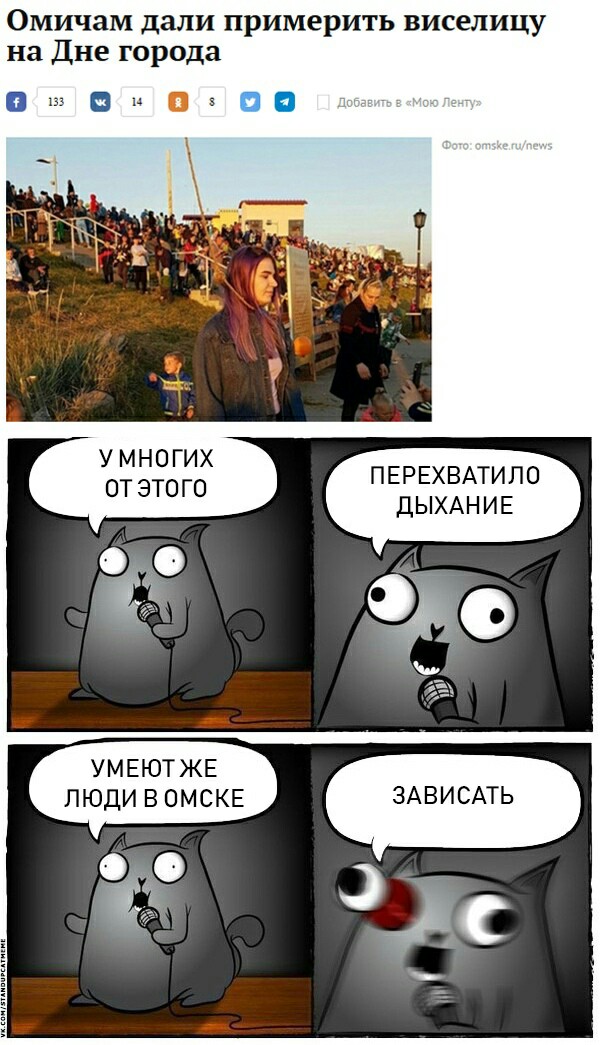 Омичам дали примерить виселицу
на Дне города
133
14
8
Добавить в «Мою Ленту»
Фото: omske.ru/news
У МНОГИХ
ОТ ЭТОГО
ПЕРЕХВАТИЛО
ДЫХАНИЕ
УМЕЮТ ЖЕ
ЛЮДИ В ОМСКЕ
ЗАВИСАТЬ
VK.COM/STANDUPCATMEME